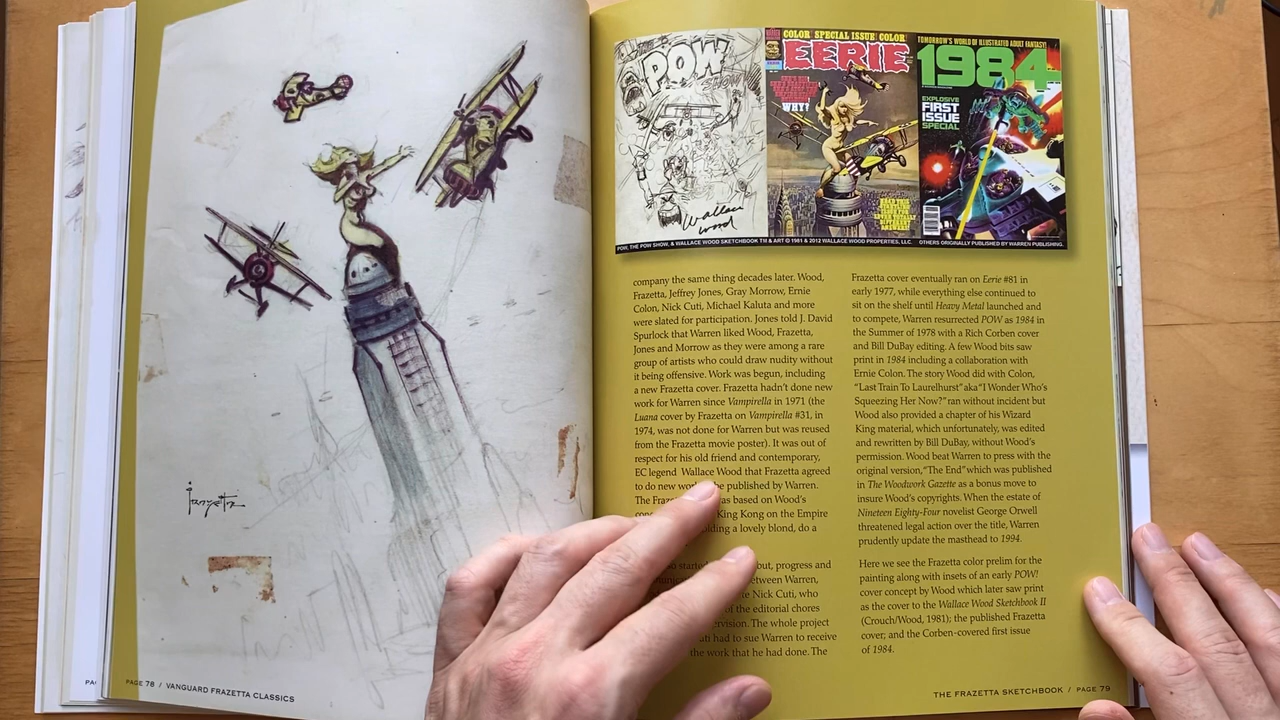 Frazetta
PAGE 78 / VANGUARD FRAZETTA CLASSICS
POW
Wallace
Wood
COLOR SPECIAL ISSUE COLOR
EERIE
WHY?
TOMORROW'S WORLD OF ILLUSTRATED ADULT FANTASY!
1984
EXPLOSIVE
FIRST
ISSUE
SPECIAL
POW, THE POW SHOW, & WALLACE WOOD SKETCHBOOK TM & ART © 1981 & 2012 WALLACE WOOD PROPERTIES, LLC. OTHERS ORIGINALLY PUBLISHED BY WARREN PUBLISHING.
company the same thing decades later. Wood,
Frazetta, Jeffrey Jones, Gray Morrow, Ernie
Colon, Nick Cuti, Michael Kaluta and more
were slated for participation. Jones told J. David
Spurlock that Warren liked Wood, Frazetta,
Jones and Morrow as they were among a rare
group of artists who could draw nudity without
it being offensive. Work was begun, including
a new Frazetta cover. Frazetta hadn't done new
work for Warren since Vampirella in 1971 (the
Luana cover by Frazetta on Vampirella #31, in
1974, was not done for Warren but was reused
from the Frazetta movie poster). It was out of
respect for his old friend and contemporary,
EC legend Wallace Wood that Frazetta agreed
to do new be published by Warren.
The as based on Wood's
King Kong on the Empire
a lovely blond, do a
but, progress and
between Warren,
Nick Cuti, who
of the editorial chores
The whole project
had to sue Warren to receive
the work that he had done. The
Frazetta cover eventually ran on Eerie #81 in
early 1977, while everything else continued to
sit on the shelf until Heavy Metal launched and
to compete, Warren resurrected POW as 1984 in
the Summer of 1978 with a Rich Corben cover
and Bill DuBay editing. A few Wood bits saw
print in 1984 including a collaboration with
Ernie Colon. The story Wood did with Colon,
"Last Train To Laurelhurst" aka "I Wonder Who's
Squeezing Her Now?" ran without incident but
Wood also provided a chapter of his Wizard
King material, which unfortunately, was edited
and rewritten by Bill DuBay, without Wood's
permission. Wood beat Warren to press with the
original version, "The End" which was published
in The Woodwork Gazette as a bonus move to
insure Wood's copyrights. When the estate of
Nineteen Eighty-Four novelist George Orwell
threatened legal action over the title, Warren
prudently update the masthead to 1994.
Here we see the Frazetta color prelim for the
painting along with insets of an early POW!
cover concept by Wood which later saw print
as the cover to the Wallace Wood Sketchbook II
(Crouch/Wood, 1981); the published Frazetta
cover; and the Corben-covered first issue
of 1984.
THE FRAZETTA SKETCHBOOK / PAGE 79